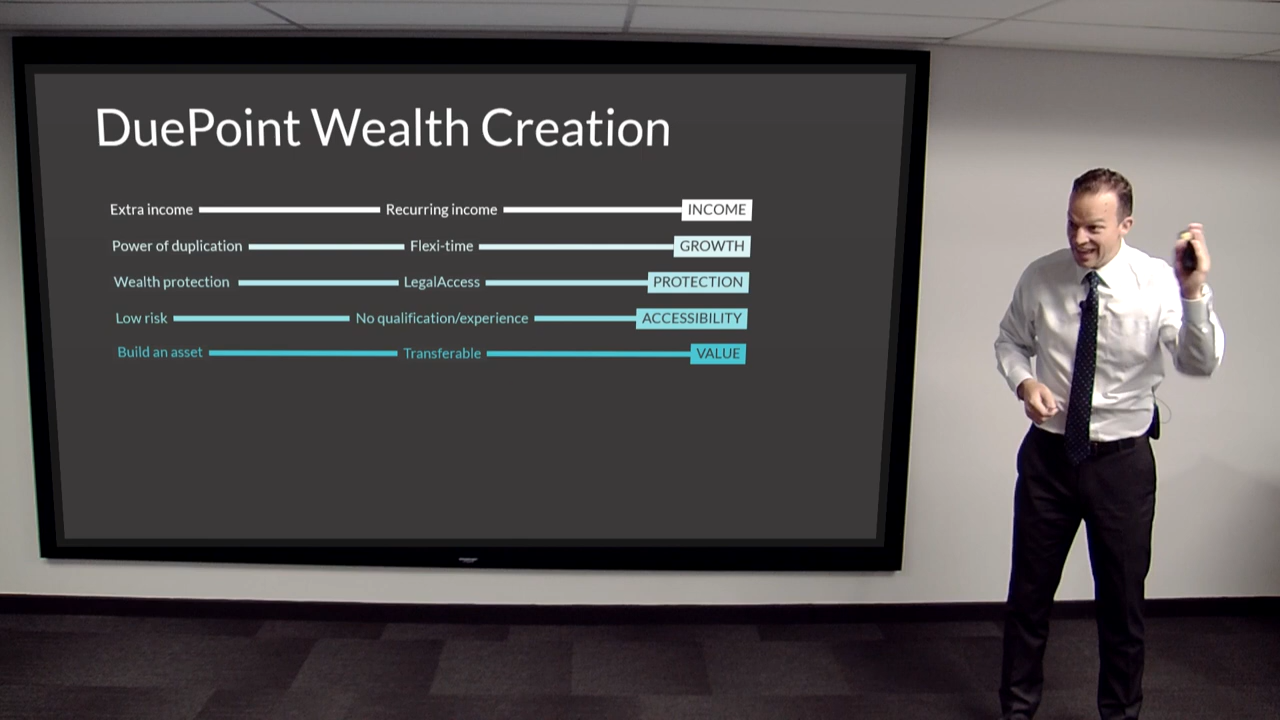 DuePoint Wealth Creation
Extra income Recurring income INCOME
Power of duplication Flexi-time GROWTH
Wealth protection LegalAccess PROTECTION
Low risk No qualification/experience ACCESSIBILITY
Build an asset Transferable VALUE